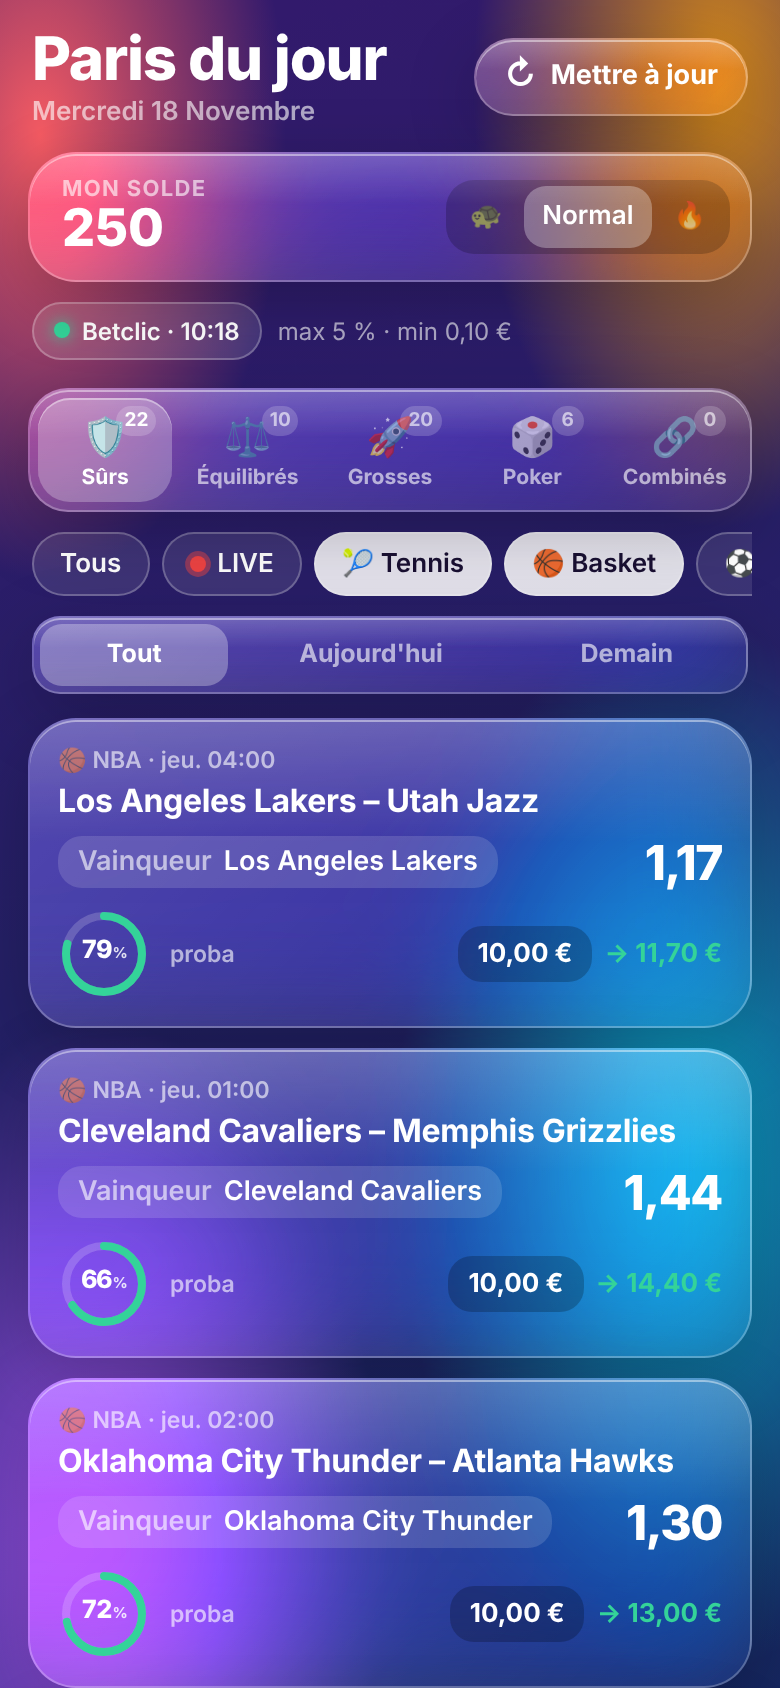 Paris du jour
Mettre à jour
Mercredi 18 Novembre
MON SOLDE
250
Normal
Betclic · 10:18
max 5 % · min 0,10 €
22
10
20
6
0
Sûrs
Équilibrés
Grosses
Poker
Combinés
Tous
LIVE
Tennis
Basket
Tout
Aujourd'hui
Demain
NBA · jeu. 04:00
Los Angeles Lakers – Utah Jazz
Vainqueur Los Angeles Lakers
1,17
79%
proba
10,00 €
→ 11,70 €
NBA · jeu. 01:00
Cleveland Cavaliers – Memphis Grizzlies
Vainqueur Cleveland Cavaliers
1,44
66%
proba
10,00 €
→ 14,40 €
NBA · jeu. 02:00
Oklahoma City Thunder – Atlanta Hawks
Vainqueur Oklahoma City Thunder
1,30
72%
proba
10,00 €
→ 13,00 €